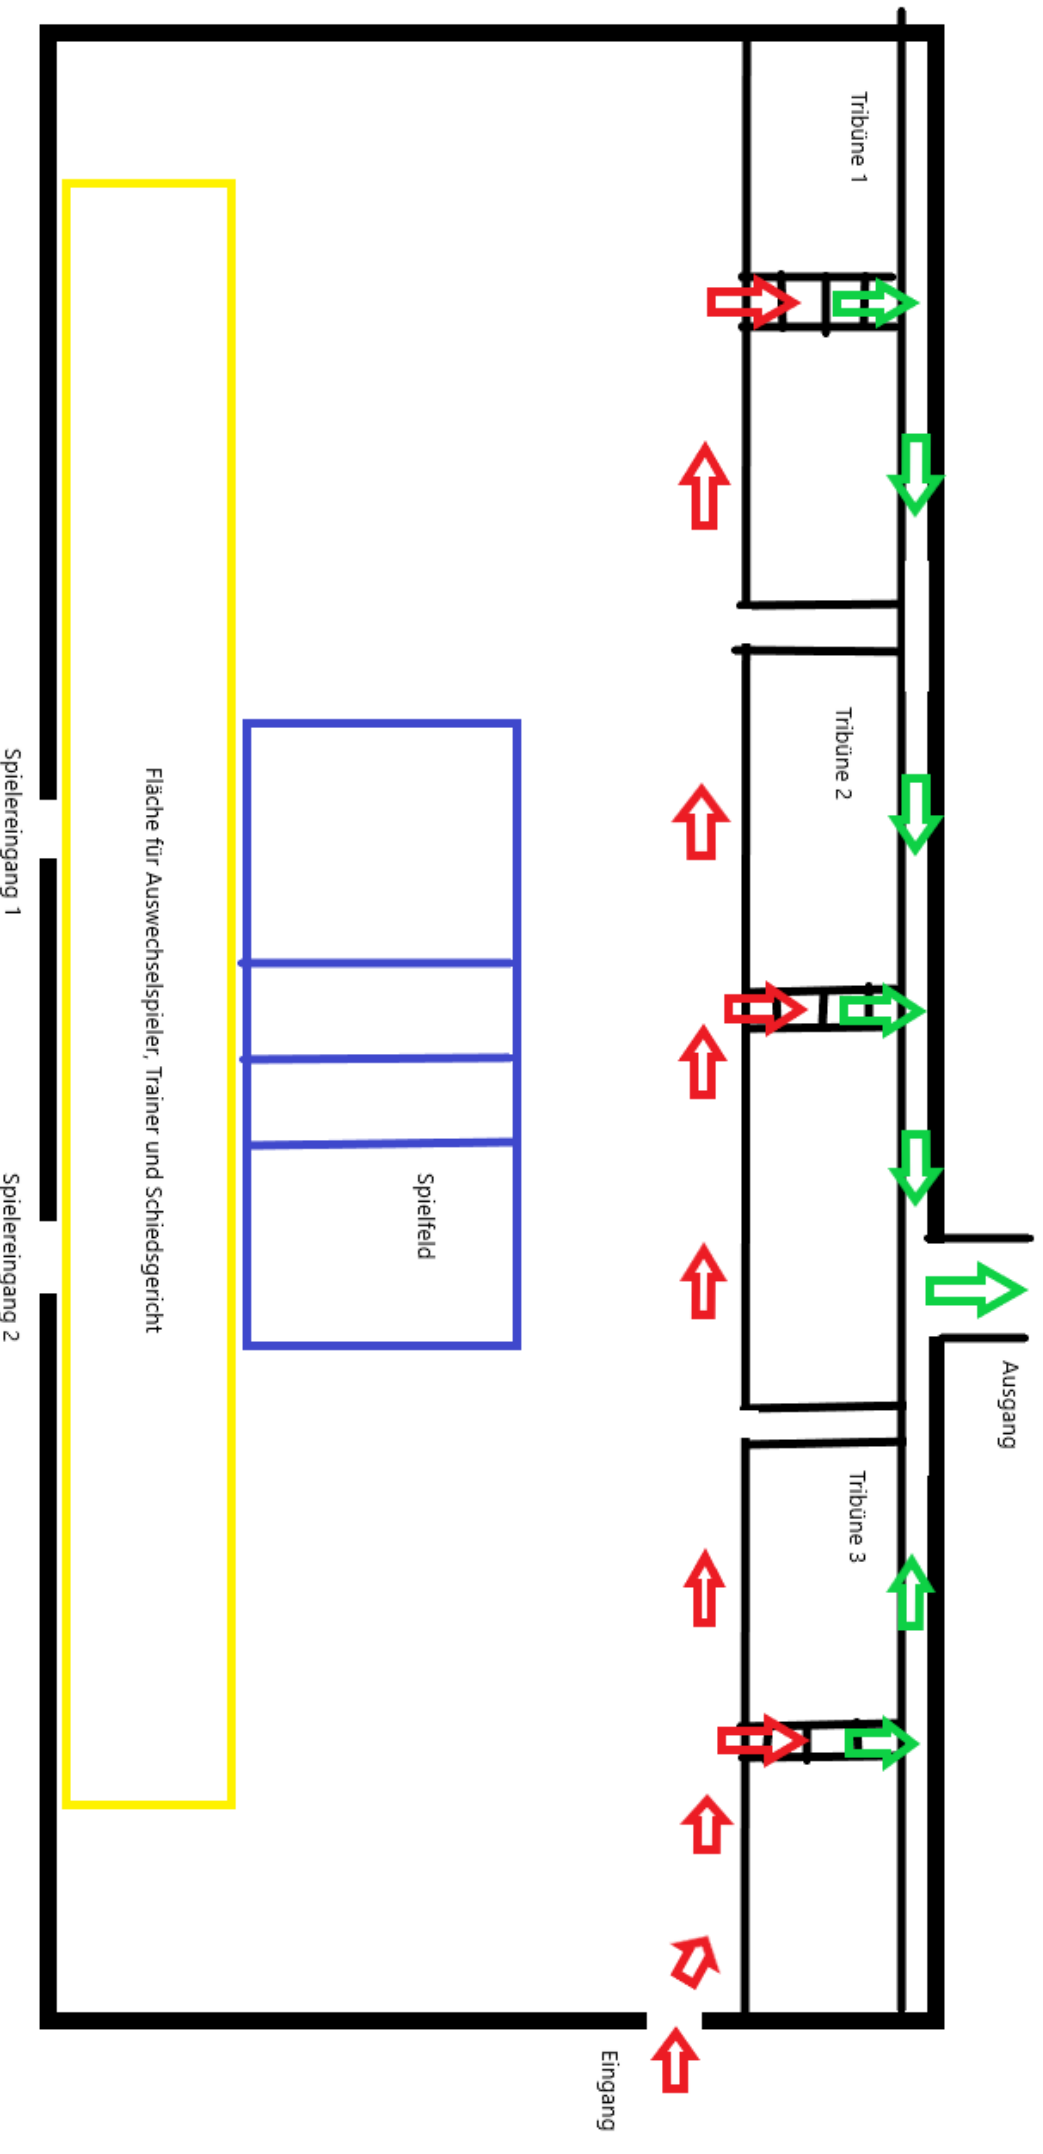 Tribüne 1
Tribüne 2
Ausgang
Tribüne 3
Spielfeld
Fläche für Auswechselspieler, Trainer und Schiedsgericht
Spielereingang 1
Spielereingang 2
Eingang